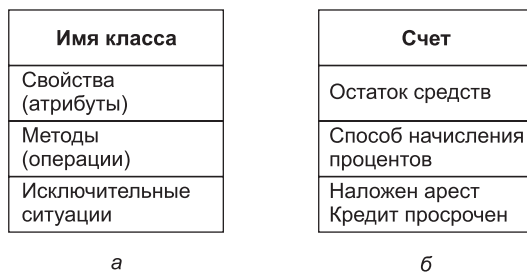 Имя класса
Свойства
(атрибуты)
Методы
(операции)
Исключительные
ситуации
а
Счет
Остаток средств
Способ начисления
процентов
Наложен арест
Кредит просрочен
б